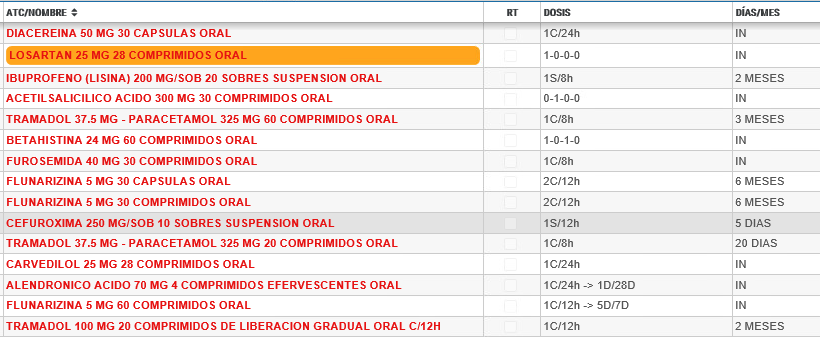 ATC/NOMBRE RT DOSIS DÍAS/MES
DIACEREINA 50 MG 30 CAPSULAS ORAL 1C/24h IN
LOSARTAN 25 MG 28 COMPRIMIDOS ORAL 1-0-0-0 IN
IBUPROFENO (LISINA) 200 MG/SOB 20 SOBRES SUSPENSION ORAL 1S/8h 2 MESES
ACETILSALICILICO ACIDO 300 MG 30 COMPRIMIDOS ORAL 0-1-0-0 IN
TRAMADOL 37.5 MG - PARACETAMOL 325 MG 60 COMPRIMIDOS ORAL 1C/8h 3 MESES
BETAHISTINA 24 MG 60 COMPRIMIDOS ORAL 1-0-1-0 IN
FUROSEMIDA 40 MG 30 COMPRIMIDOS ORAL 1C/8h IN
FLUNARIZINA 5 MG 30 CAPSULAS ORAL 2C/12h 6 MESES
FLUNARIZINA 5 MG 30 COMPRIMIDOS ORAL 2C/12h 6 MESES
CEFUROXIMA 250 MG/SOB 10 SOBRES SUSPENSION ORAL 1S/12h 5 DIAS
TRAMADOL 37.5 MG - PARACETAMOL 325 MG 20 COMPRIMIDOS ORAL 1C/8h 20 DIAS
CARVEDILOL 25 MG 28 COMPRIMIDOS ORAL 1C/24h IN
ALENDRONICO ACIDO 70 MG 4 COMPRIMIDOS EFERVESCENTES ORAL 1C/24h -> 1D/28D IN
FLUNARIZINA 5 MG 60 COMPRIMIDOS ORAL 1C/12h -> 5D/7D IN
TRAMADOL 100 MG 20 COMPRIMIDOS DE LIBERACION GRADUAL ORAL C/12H 1C/12h 2 MESES